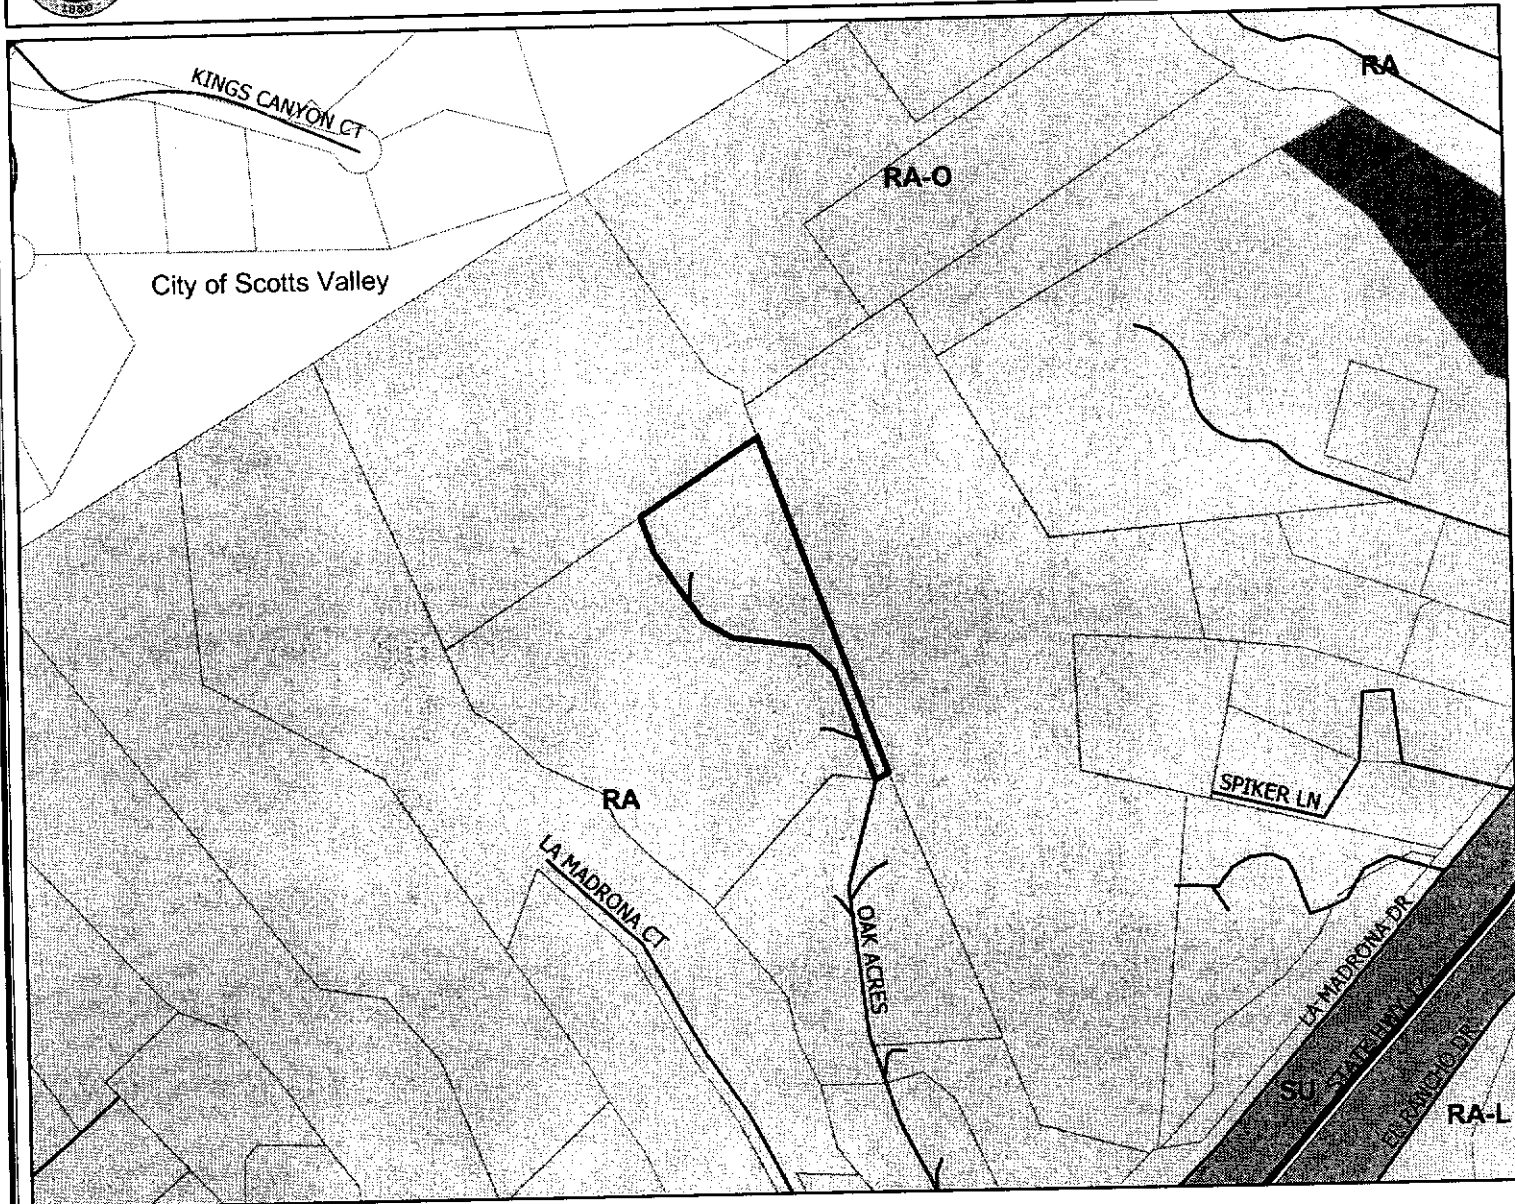 1850
KINGS CANYON CT
RA
RA-O
City of Scotts Valley
SPIKER LN
RA
LA MADRONA CT
OAK ACRES
LA MADRONA DR
STATE HWY 17
SU
EL RANCHO DR
RA-L